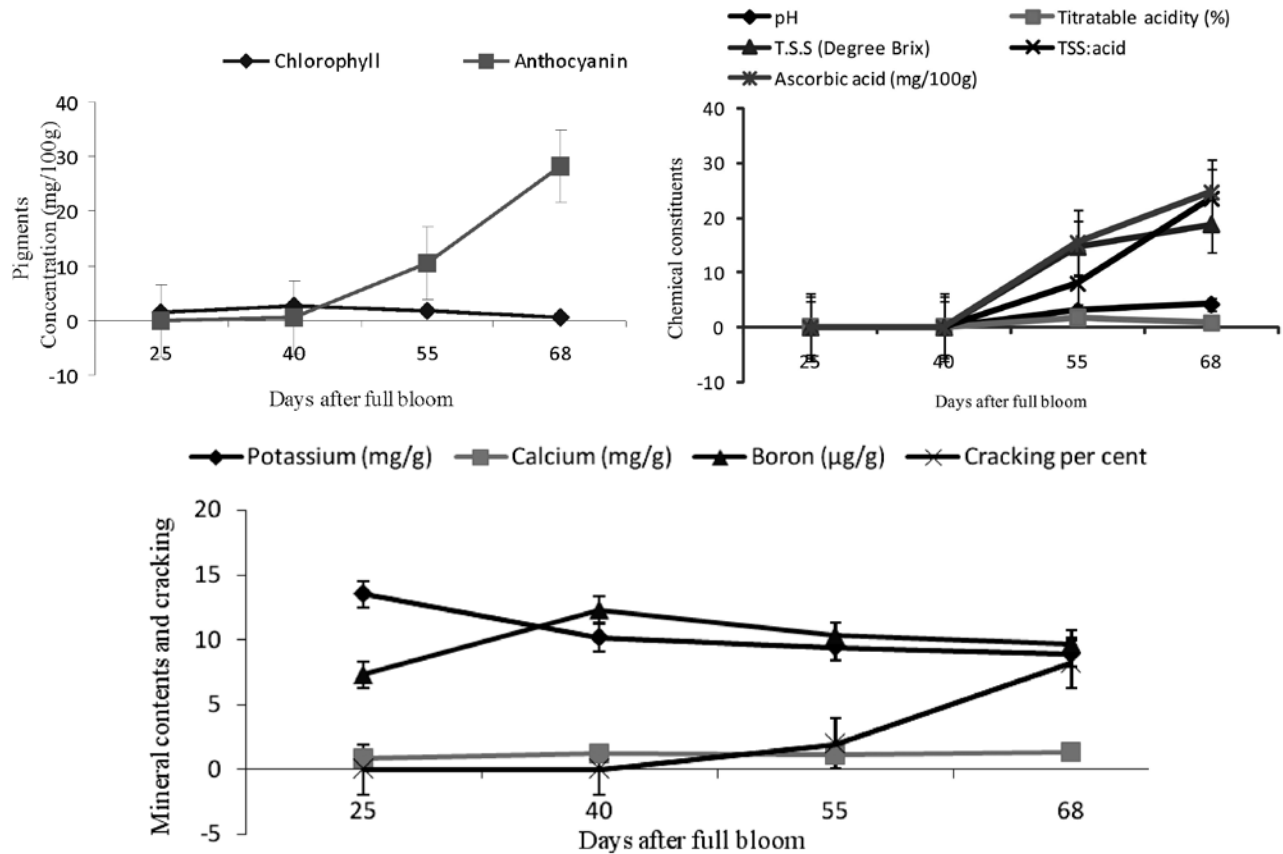 Chlorophyll Anthocyanin
Pigments
Concentration (mg/100g)
40
30
20
10
0
-10
25 40 55 68
Days after full bloom
pH Titratable acidity (%)
T.S.S (Degree Brix) TSS:acid
Ascorbic acid (mg/100g)
Chemical constituents
40
30
20
10
0
-10
25 40 55 68
Days after full bloom
Potassium (mg/g) Calcium (mg/g) Boron (μg/g) Cracking per cent
Mineral contents and cracking
20
15
10
5
0
-5
25 40 55 68
Days after full bloom